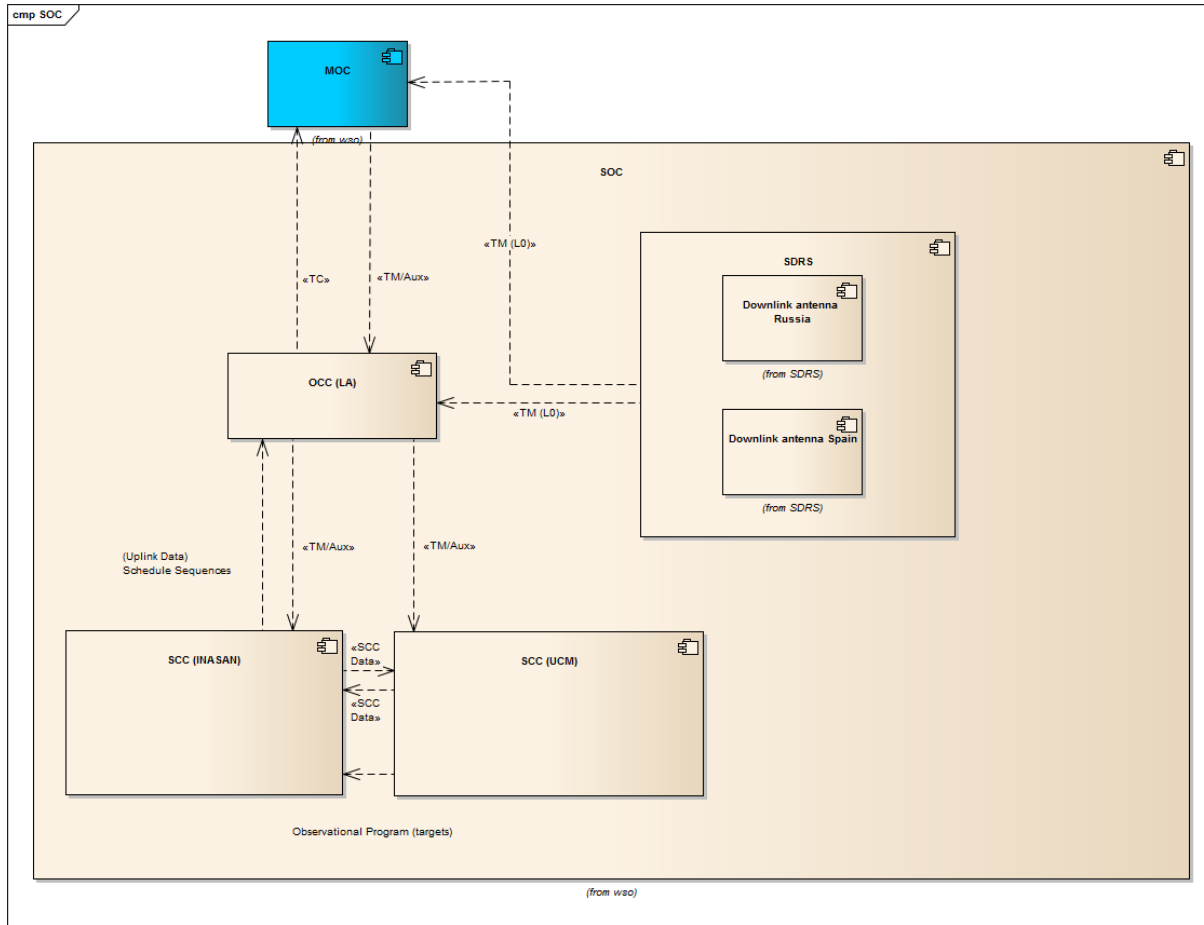 cmp SOC
MOC
(from wso)
SOC
«TM (L0)»
SDRS
Downlink antenna
Russia
(from SDRS)
«TC»
«TM/Aux»
OCC (LA)
«TM (L0)»
Downlink antenna Spain
(from SDRS)
(Uplink Data)
Schedule Sequences
«TM/Aux»
«TM/Aux»
SCC (INASAN)
«SCC
Data»
«SCC
Data»
SCC (UCM)
Observational Program (targets)
(from wso)